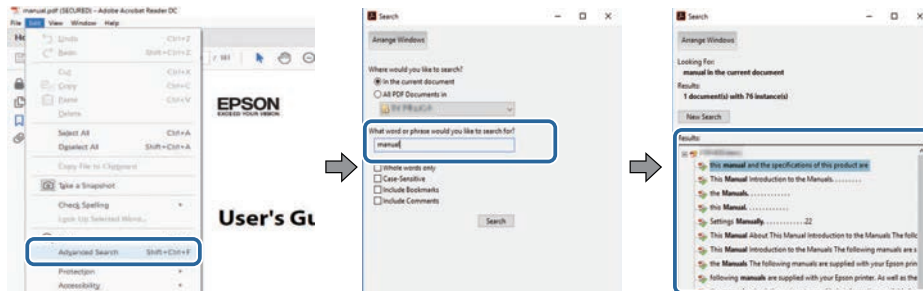 manual.pdf (SECURED) - Adobe Acrobat Reader DC
File Edit View Window Help
Undo Ctrl+Z
Shift+Ctrl+Z
Cut Ctrl+X
Copy Ctrl+C
Paste Ctrl+V
Delete
Select All Ctrl+A
Deselect All Shift+Ctrl+A
Copy File to Clipboard
Take a Snapshot
Check Spelling
Look Up Selected Word...
Advanced Search Shift+Ctrl+F
Protection
Accessibility
EPSON
EXCEED YOUR VISION
User's Gu
Search
Arrange Windows
Where would you like to search?
In the current document
All PDF Documents in
What word or phrase would you like to search for?
manual
Whole words only
Case-Sensitive
Include Bookmarks
Include Comments
Search
Search
Arrange Windows
Looking For:
manual in the current document
Results:
1 document(s) with 76 instance(s)
New Search
Results:
this manual and the specifications of this product are
This Manual Introduction to the Manuals.........
the Manuals............
this Manual............
Settings Manually............22
This Manual About This Manual Introduction to the Manuals The follo
This Manual Introduction to the Manuals The following manuals are s
the Manuals The following manuals are supplied with your Epson prin
following manuals are supplied with your Epson printer. As well as the